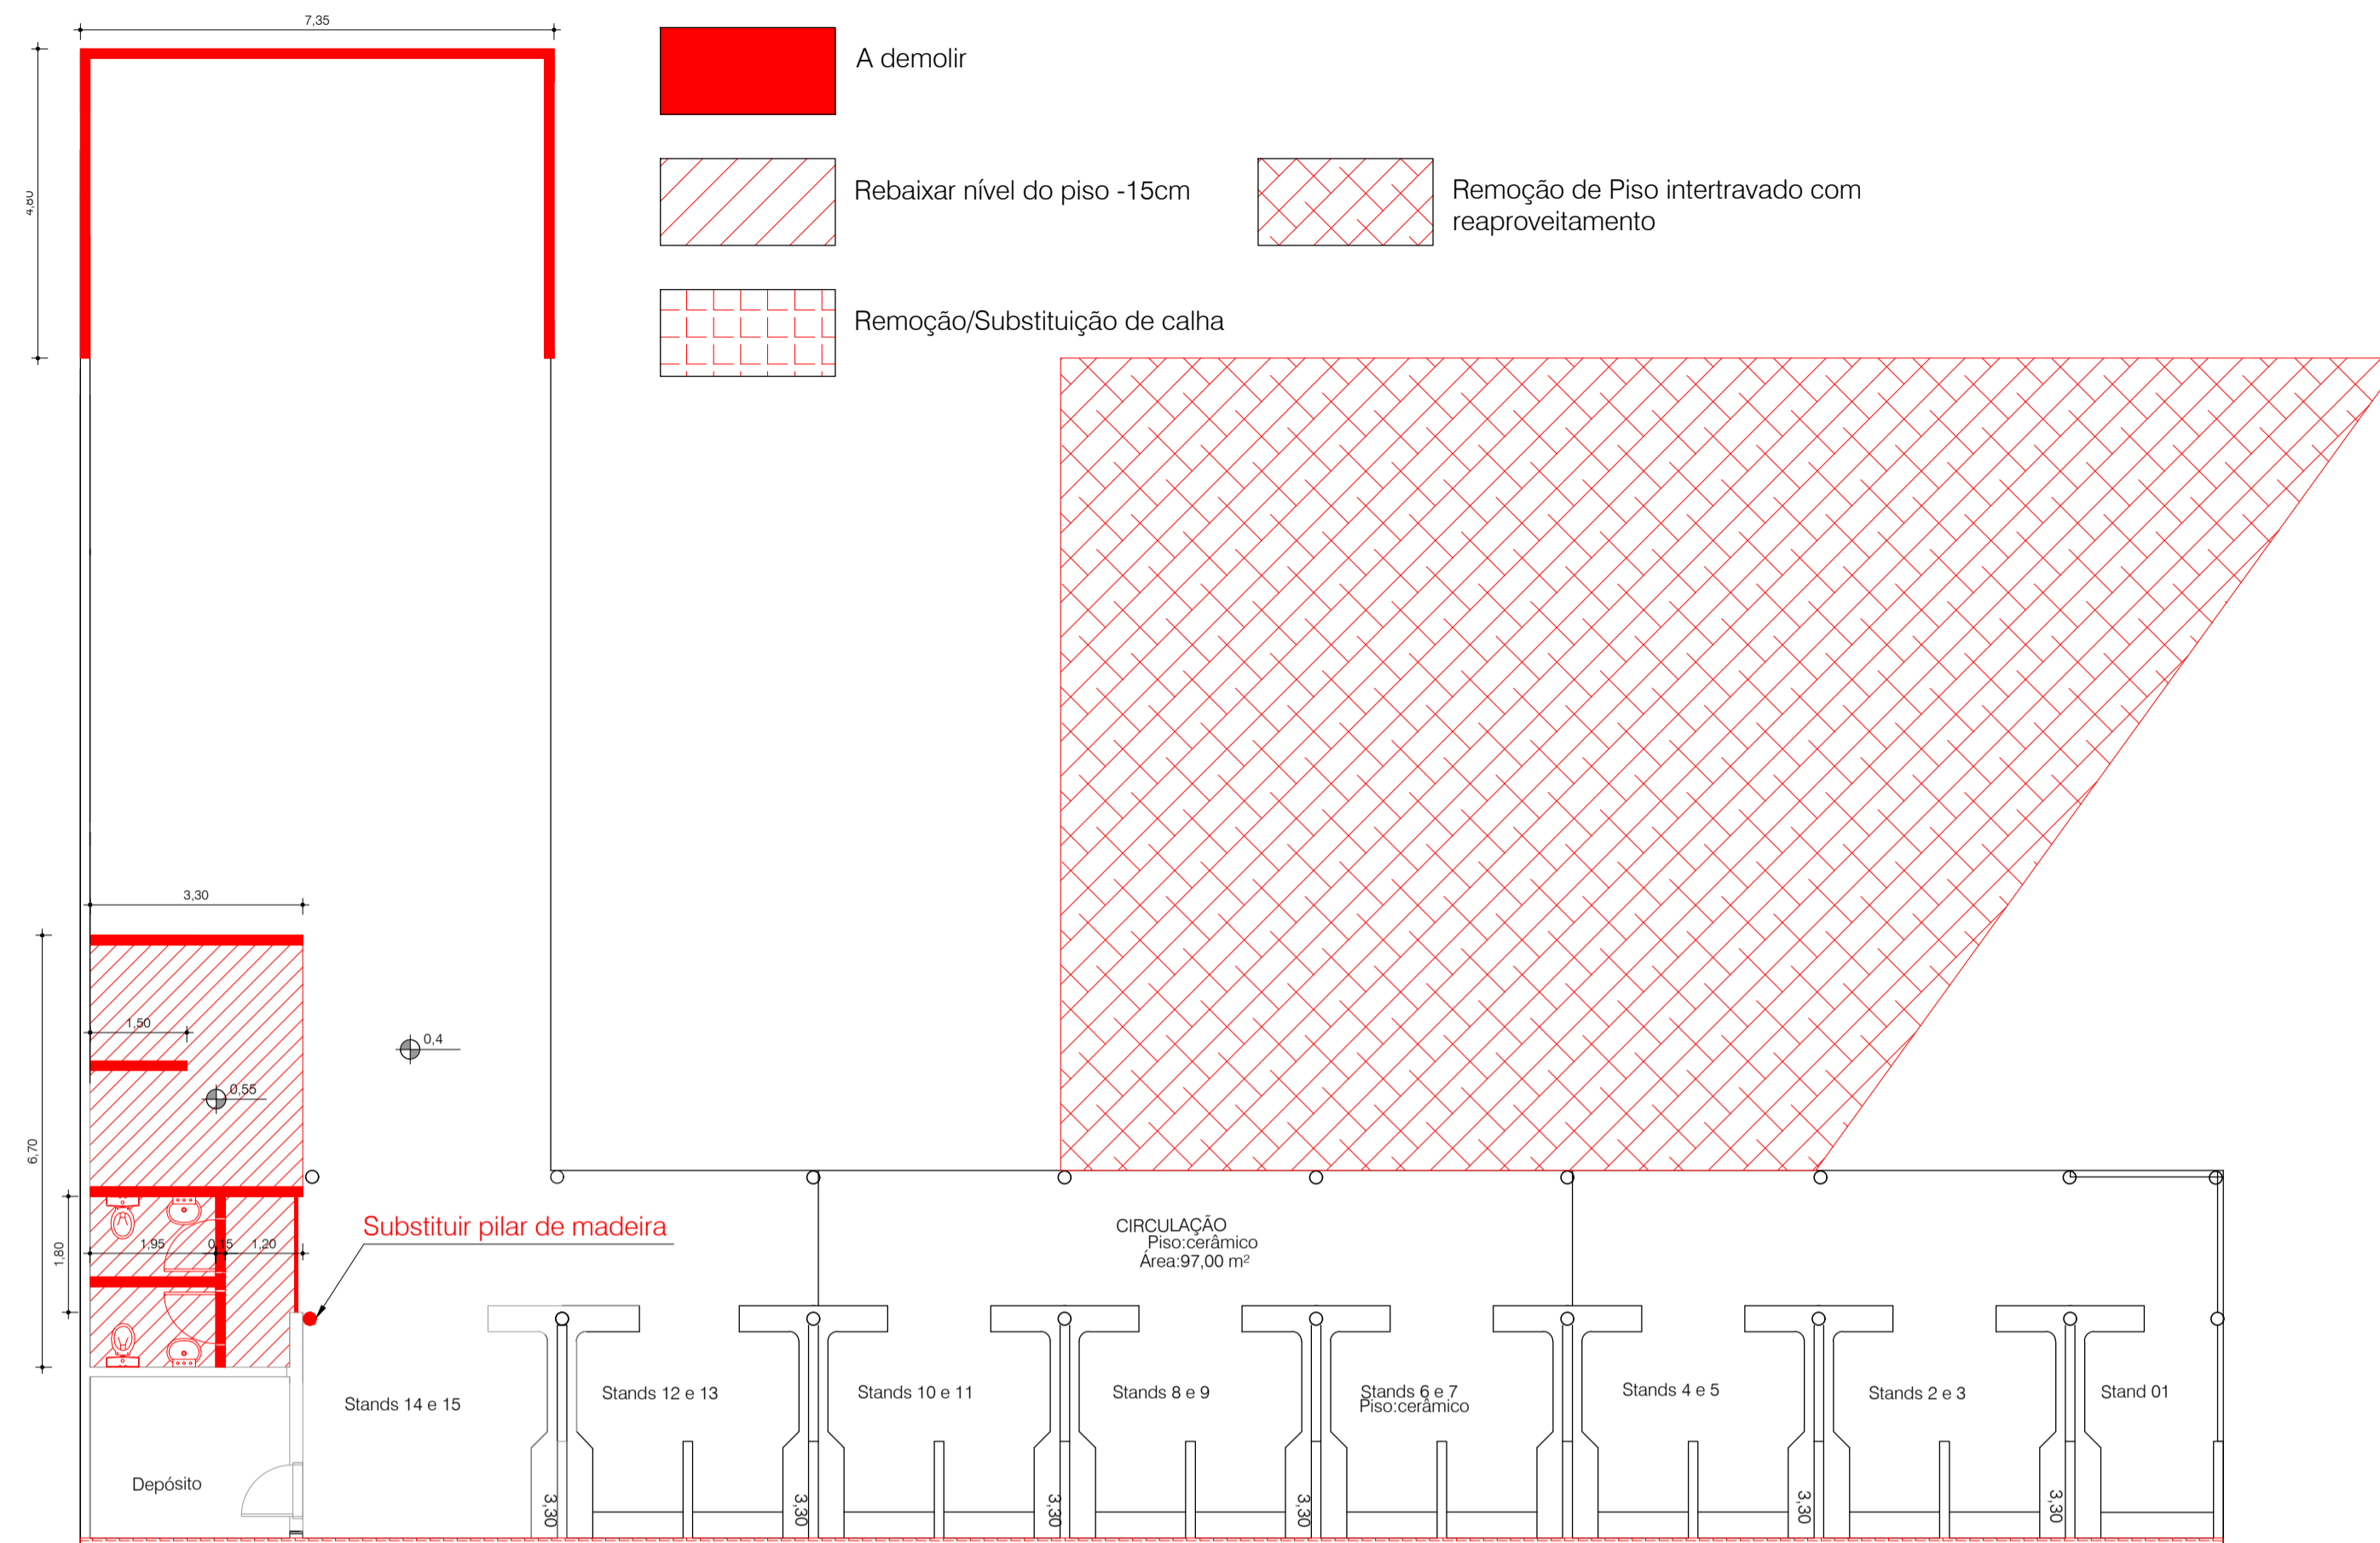 7,35
A demolir
4,80
Rebaixar nível do piso -15cm
Remoção de Piso intertravado com
reaproveitamento
Remoção/Substituição de calha
3,30
1,50
0,4
0,55
6,70
Substituir pilar de madeira
1,80
1,95
0,15
1,20
CIRCULAÇÃO
Piso:cerâmico
Área:97,00 m²
Stands 14 e 15
Stands 12 e 13
Stands 10 e 11
Stands 8 e 9
Stands 6 e 7
Piso:cerâmico
Stands 4 e 5
Stands 2 e 3
Stand 01
Depósito
3,30
3,30
3,30
3,30
3,30
3,30